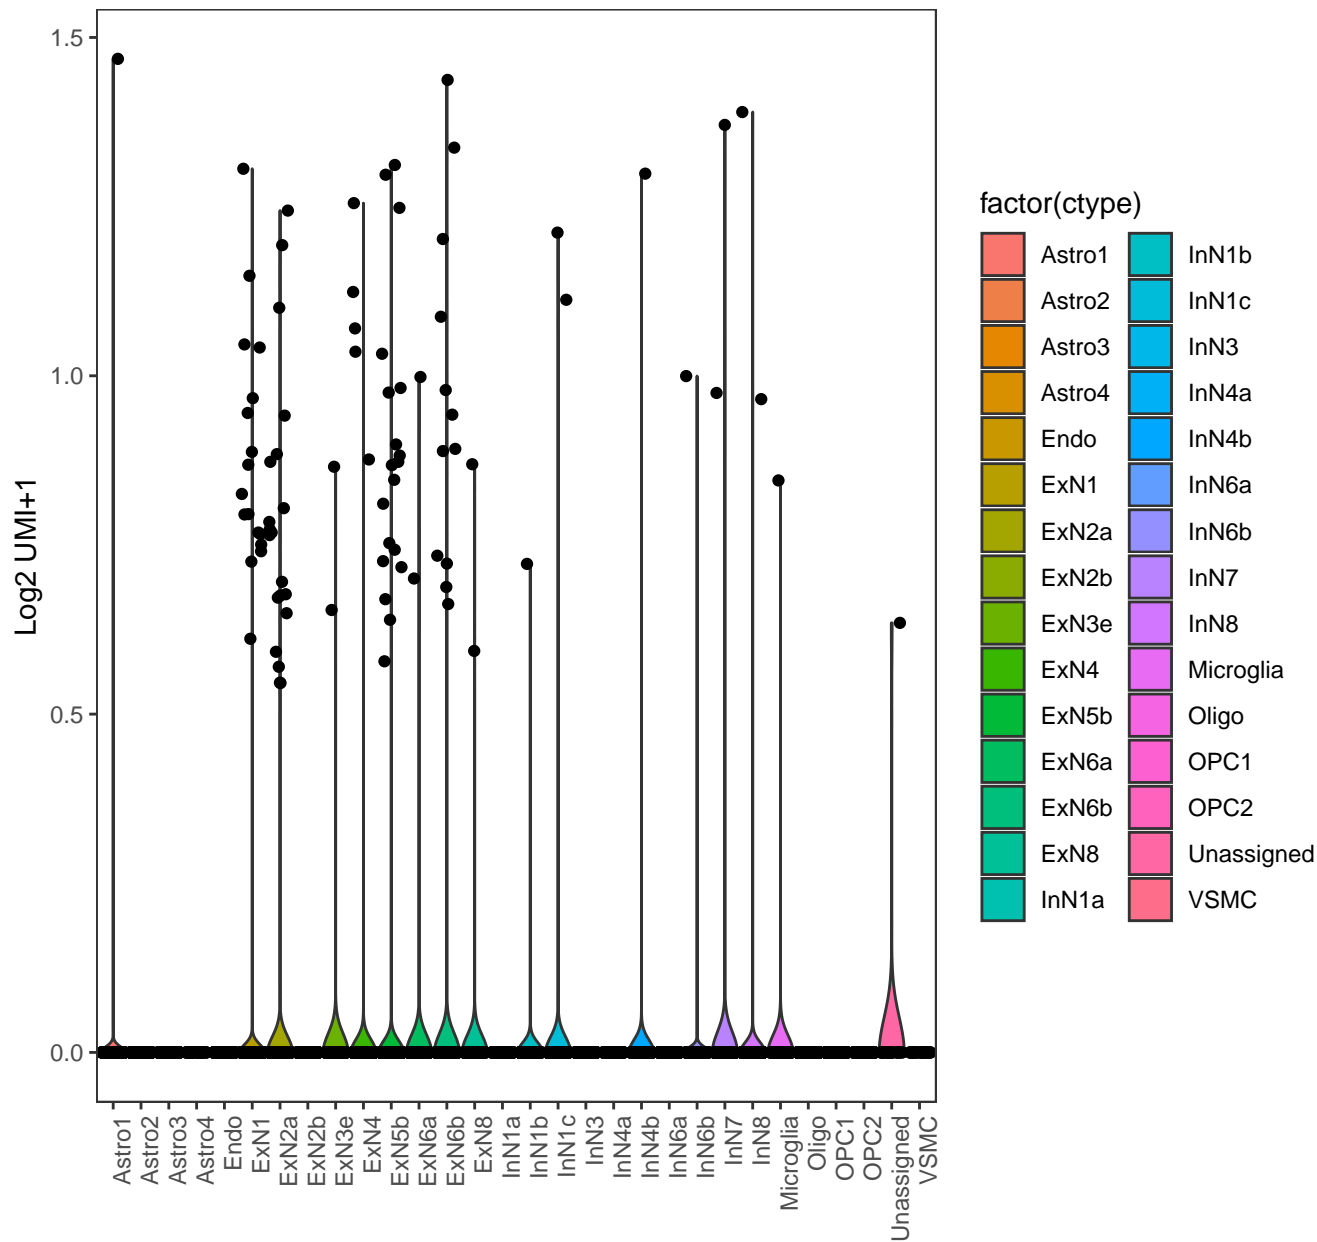 1.5
1.0
0.5
0.0
Log2 UMI+1
Astro1
Astro2
Astro3
Astro4
Endo
ExN1
ExN2a
ExN2b
ExN3e
ExN4
ExN5b
ExN6a
ExN6b
ExN8
InN1a
InN1b
InN1c
InN3
InN4a
InN4b
InN6a
InN6b
InN7
InN8
Microglia
Oligo
OPC1
OPC2
Unassigned
VSMC
factor(ctype)
Astro1
Astro2
Astro3
Astro4
Endo
ExN1
ExN2a
ExN2b
ExN3e
ExN4
ExN5b
ExN6a
ExN6b
ExN8
InN1a
InN1b
InN1c
InN3
InN4a
InN4b
InN6a
InN6b
InN7
InN8
Microglia
Oligo
OPC1
OPC2
Unassigned
VSMC